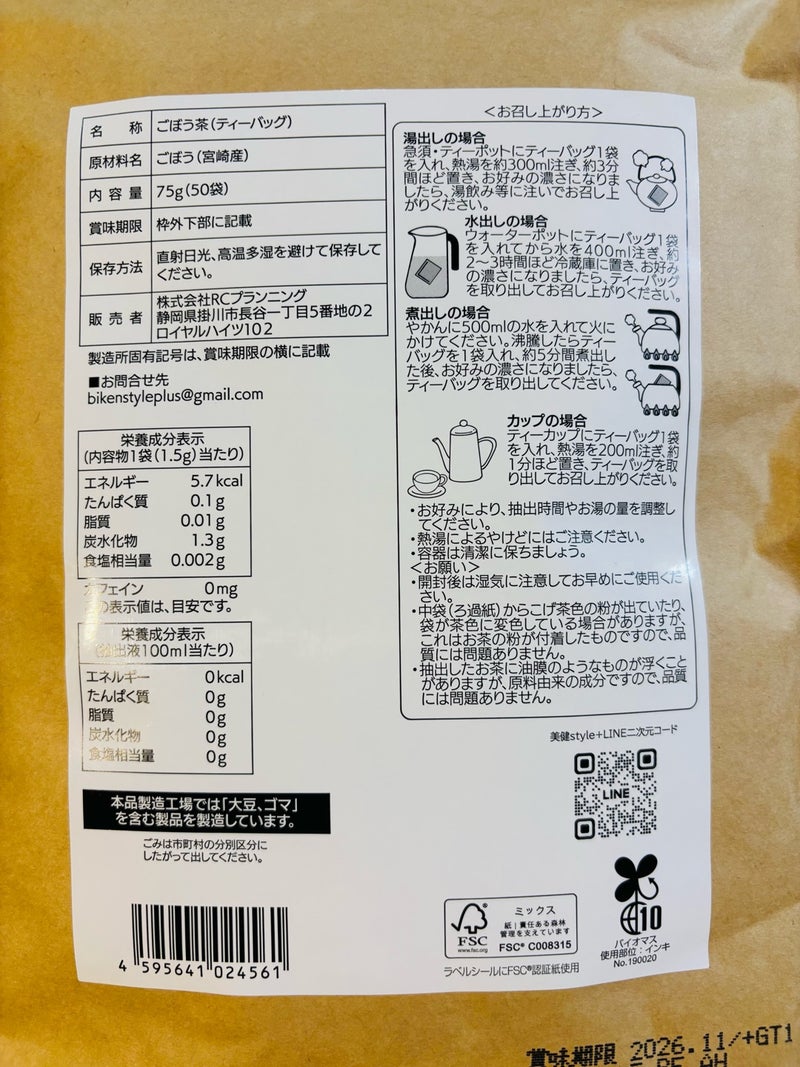 名 称 ごぼう茶(ティーバッグ)
原材料名 ごぼう(宮崎産)
内 容 量 75g(50袋)
賞味期限 枠外下部に記載
保存方法 直射日光、高温多湿を避けて保存して
ください。
販 売 者 株式会社RCプランニング
静岡県掛川市長谷一丁目5番地の2
ロイヤルハイツ102
製造所固有記号は、賞味期限の横に記載
■お問合せ先
bikenstyleplus@gmail.com
栄養成分表示
(内容物1袋(1.5g)当たり)
エネルギー 5.7kcal
たんぱく質 0.1g
脂質 0.01g
炭水化物 1.3g
食塩相当量 0.002g
カフェイン 0mg
の表示値は、目安です。
栄養成分表示
出液100ml当たり)
エネルギー 0kcal
たんぱく質 0g
脂質 0g
炭水化物 0g
食塩相当量 0g
本品製造工場では「大豆、ゴマ」
を含む製品を製造しています。
ごみは市町村の分別区分に
したがって出してください。
4 595641 024561
<お召し上がり方>
湯出しの場合
急須・ティーポットにティーバッグ1袋
を入れ、熱湯を約300ml注ぎ、約3分
間ほど置き、お好みの濃さになりま
したら、湯飲み等に注いでお召し上
がりください。
水出しの場合
ウォーターポットにティーバッグ1袋
を入れてから水を400ml注ぎ、約
2～3時間ほど冷蔵庫に置き、お好み
の濃さになりましたら、ティーバッグ
を取り出してお召し上がりください。
煮出しの場合
やかんに500mlの水を入れて火に
かけてください。沸騰したらティー
バッグを1袋入れ、約5分間煮出し
た後、お好みの濃さになりましたら、
ティーバッグを取り出してください。
カップの場合
ティーカップにティーバッグ1袋
を入れ、熱湯を200ml注ぎ、約
1分ほど置き、ティーバッグを取
り出してお召し上がりください。
・お好みにより、抽出時間やお湯の量を調整し
てください。
・熱湯によるやけどにはご注意ください。
・容器は清潔に保ちましょう。
<お願い>
・開封後は湿気に注意してお早めにご使用くだ
さい。
・中袋(ろ過紙)からこげ茶色の粉が出ていたり、
袋が茶色に変色している場合がありますが、
これはお茶の粉が付着したものですので、品
質には問題ありません。
・抽出したお茶に油膜のようなものが浮くこと
がありますが、原料由来の成分ですので、品質
には問題ありません。
美健style+LINE二次元コード
LINE
FSC
www.fsc.org
ミックス
紙|責任ある森林
管理を支えています
FSC® C008315
ラベルシールにFSC®認証紙使用
10
バイオマス
使用部位：インキ
No.190020
賞味期限 2026.11/+GT1